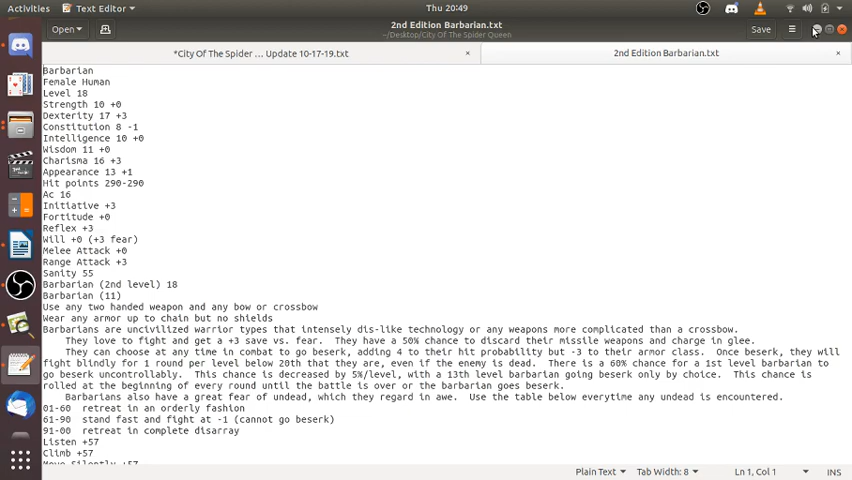 Activities
Text Editor
Thu 20:49
Open
2nd Edition Barbarian.txt
~/Desktop/City Of The Spider Queen
Save
*City Of The Spider ... Update 10-17-19.txt
2nd Edition Barbarian.txt
Barbarian
Female Human
Level 18
Strength 10 +0
Dexterity 17 +3
Constitution 8 -1
Intelligence 10 +0
Wisdom 11 +0
Charisma 16 +3
Appearance 13 +1
Hit points 290-290
Ac 16
Initiative +3
Fortitude +0
Reflex +3
Will +0 (+3 fear)
Melee Attack +0
Range Attack +3
Sanity 55
Barbarian (2nd level) 18
Barbarian (11)
Use any two handed weapon and any bow or crossbow
Wear any armor up to chain but no shields
Barbarians are uncivilized warrior types that intensely dis-like technology or any weapons more complicated than a crossbow.
They love to fight and get a +3 save vs. fear.  They have a 50% chance to discard their missile weapons and charge in glee.
They can choose at any time in combat to go beserk, adding 4 to their hit probability but -3 to their armor class.  Once beserk, they will
fight blindly for 1 round per level below 20th that they are, even if the enemy is dead.  There is a 60% chance for a 1st level barbarian to
go beserk uncontrollably.  This chance is decreased by 5%/level, with a 13th level barbarian going beserk only by choice.  This chance is
rolled at the beginning of every round until the battle is over or the barbarian goes beserk.
Barbarians also have a great fear of undead, which they regard in awe.  Use the table below everytime any undead is encountered.
01-60  retreat in an orderly fashion
61-90  stand fast and fight at -1 (cannot go beserk)
91-00  retreat in complete disarray
Listen +57
Climb +57
Move Silently +57
Plain Text
Tab Width: 8
Ln 1, Col 1
INS